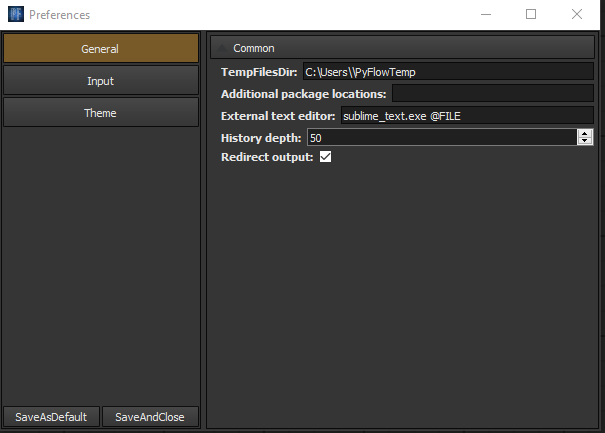 Preferences
General
Input
Theme
SaveAsDefault
SaveAndClose
Common
TempFilesDir: C:\Users\\PyFlowTemp
Additional package locations:
External text editor: sublime_text.exe @FILE
History depth: 50
Redirect output: